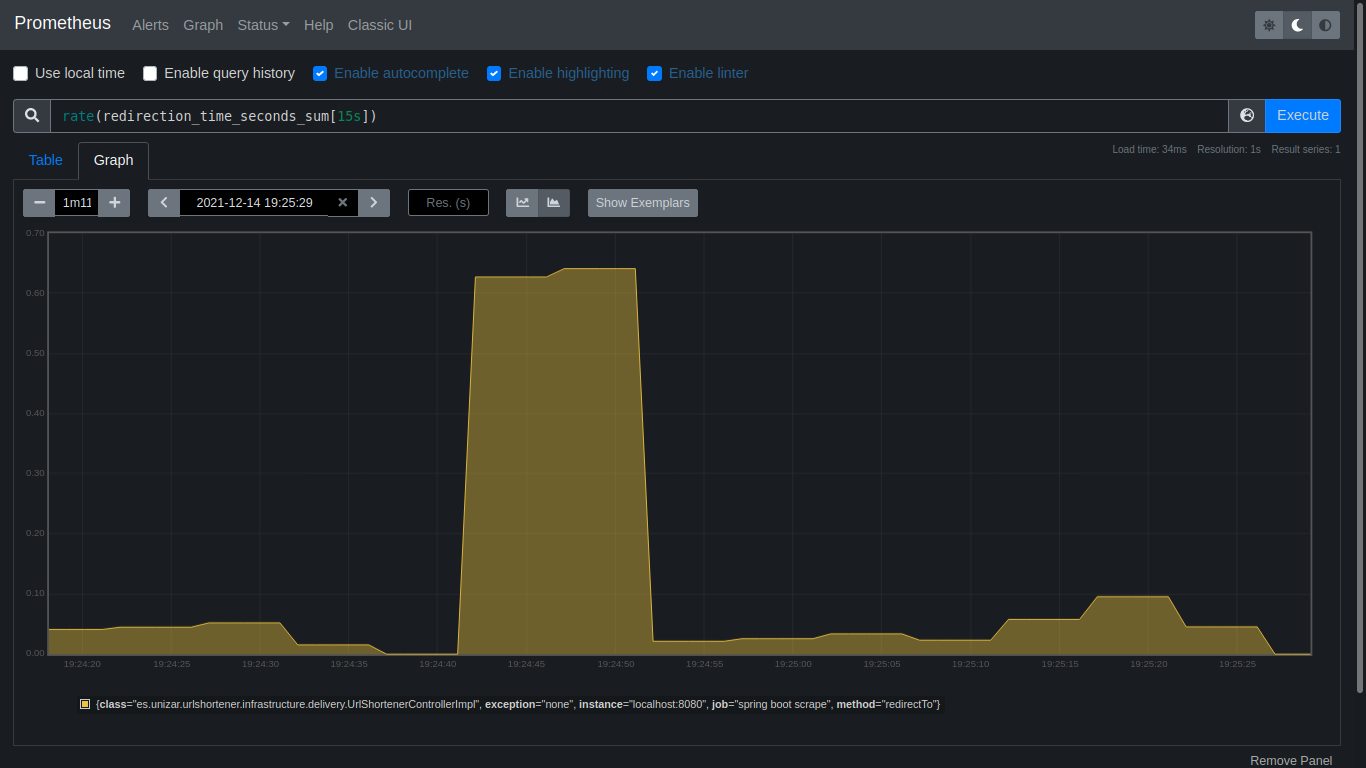 Prometheus Alerts Graph Status Help Classic UI
Use local time Enable query history Enable autocomplete Enable highlighting Enable linter
rate(redirection_time_seconds_sum[15s]) Execute
Table Graph Load time: 34ms Resolution: 1s Result series: 1
1m11 2021-12-14 19:25:29 Res. (s) Show Exemplars
0.70
0.60
0.50
0.40
0.30
0.20
0.10
0.00
19:24:20 19:24:25 19:24:30 19:24:35 19:24:40 19:24:45 19:24:50 19:24:55 19:25:00 19:25:05 19:25:10 19:25:15 19:25:20 19:25:25
{class="es.unizar.urlshortener.infrastructure.delivery.UrlShortenerControllerImpl", exception="none", instance="localhost:8080", job="spring boot scrape", method="redirectTo"}
Remove Panel